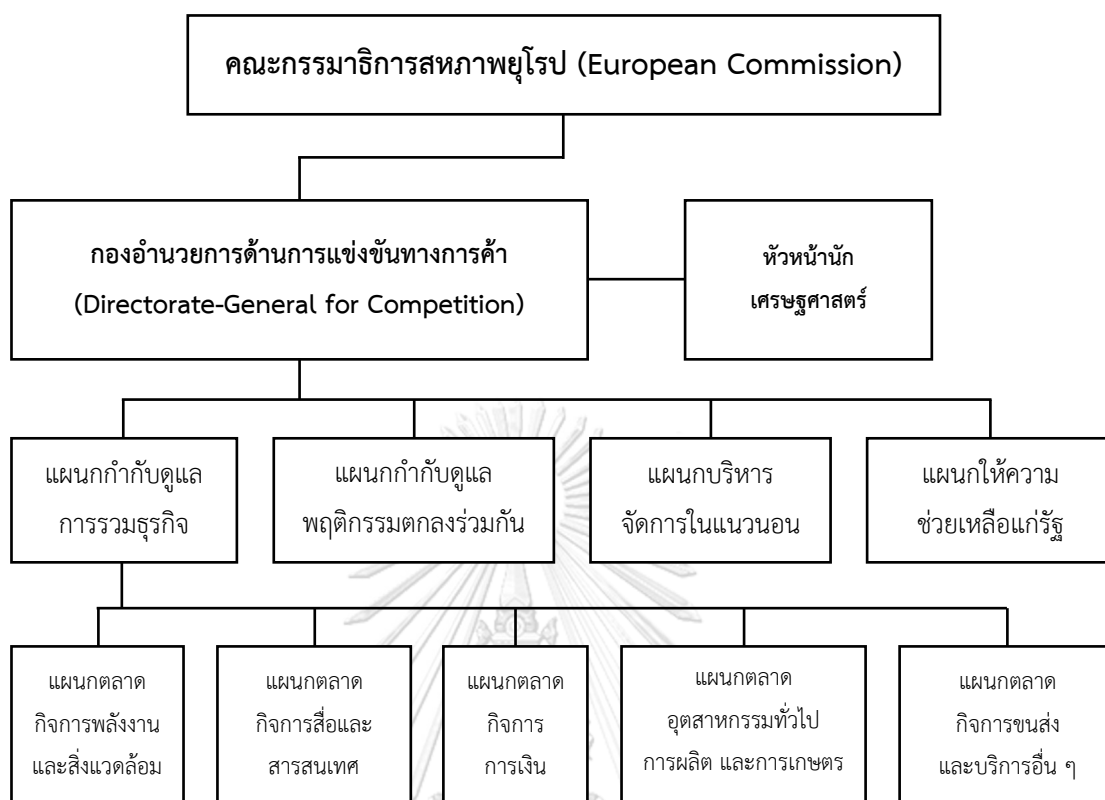 คณะกรรมาธิการสหภาพยุโรป (European Commission)
กองอำนวยการด้านการแข่งขันทางการค้า
(Directorate-General for Competition)
หัวหน้านัก
เศรษฐศาสตร์
แผนกกำกับดูแล
การรวมธุรกิจ
แผนกกำกับดูแล
พฤติกรรมตกลงร่วมกัน
แผนกบริหาร
จัดการในแนวนอน
แผนกให้ความ
ช่วยเหลือแก่รัฐ
แผนกตลาด
กิจการพลังงาน
และสิ่งแวดล้อม
แผนกตลาด
กิจการสื่อและ
สารสนเทศ
แผนกตลาด
กิจการ
การเงิน
แผนกตลาด
อุตสาหกรรมทั่วไป
การผลิต และการเกษตร
แผนกตลาด
กิจการขนส่ง
และบริการอื่น ๆ